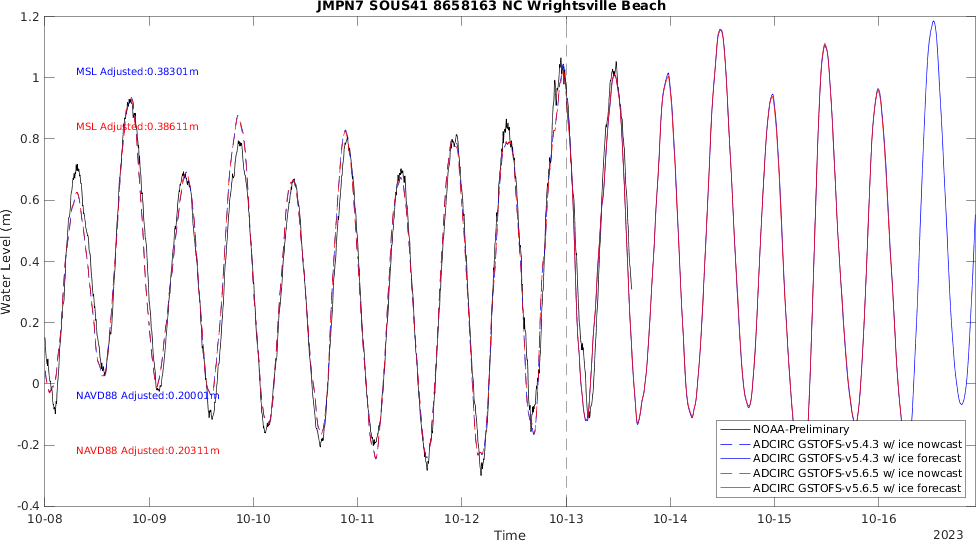 JMPN7 SOUS41 8658163 NC Wrightsville Beach
1.2
1
0.8
0.6
0.4
0.2
0
-0.2
-0.4
Water Level (m)
MSL Adjusted:0.38301m
MSL Adjusted:0.38611m
NAVD88 Adjusted:0.20001m
NAVD88 Adjusted:0.20311m
NOAA-Preliminary
ADCIRC GSTOFS-v5.4.3 w/ ice nowcast
ADCIRC GSTOFS-v5.4.3 w/ ice forecast
ADCIRC GSTOFS-v5.6.5 w/ ice nowcast
ADCIRC GSTOFS-v5.6.5 w/ ice forecast
10-08 10-09 10-10 10-11 10-12 10-13 10-14 10-15 10-16
Time
2023